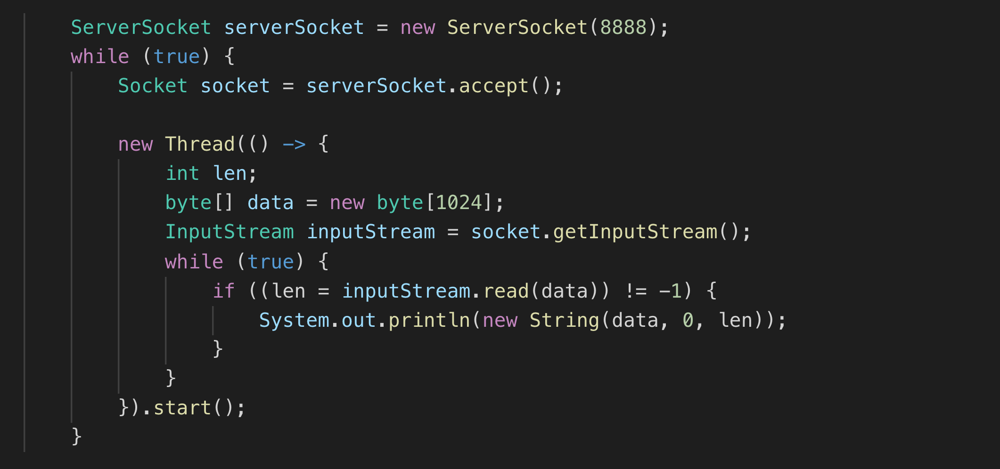 ServerSocket serverSocket = new ServerSocket(8888);
while (true) {
    Socket socket = serverSocket.accept();

    new Thread(() -> {
        int len;
        byte[] data = new byte[1024];
        InputStream inputStream = socket.getInputStream();
        while (true) {
            if ((len = inputStream.read(data)) != -1) {
                System.out.println(new String(data, 0, len));
            }
        }
    }).start();
}